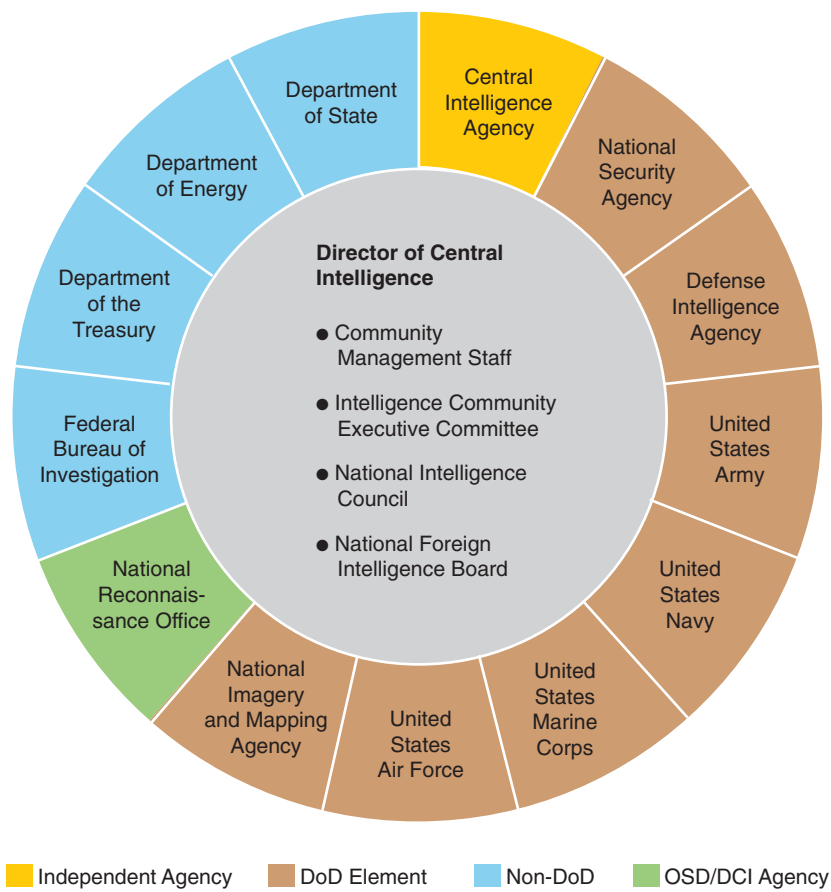 Central
Intelligence
Agency
National
Security
Agency
Defense
Intelligence
Agency
United
States
Army
United
States
Navy
United
States
Marine
Corps
United
States
Air Force
National
Imagery
and Mapping
Agency
National
Reconnais-
sance Office
Federal
Bureau of
Investigation
Department
of the
Treasury
Department
of Energy
Department
of State
Director of Central
Intelligence
● Community
Management Staff
● Intelligence Community
Executive Committee
● National Intelligence
Council
● National Foreign
Intelligence Board
Independent Agency DoD Element Non-DoD OSD/DCI Agency